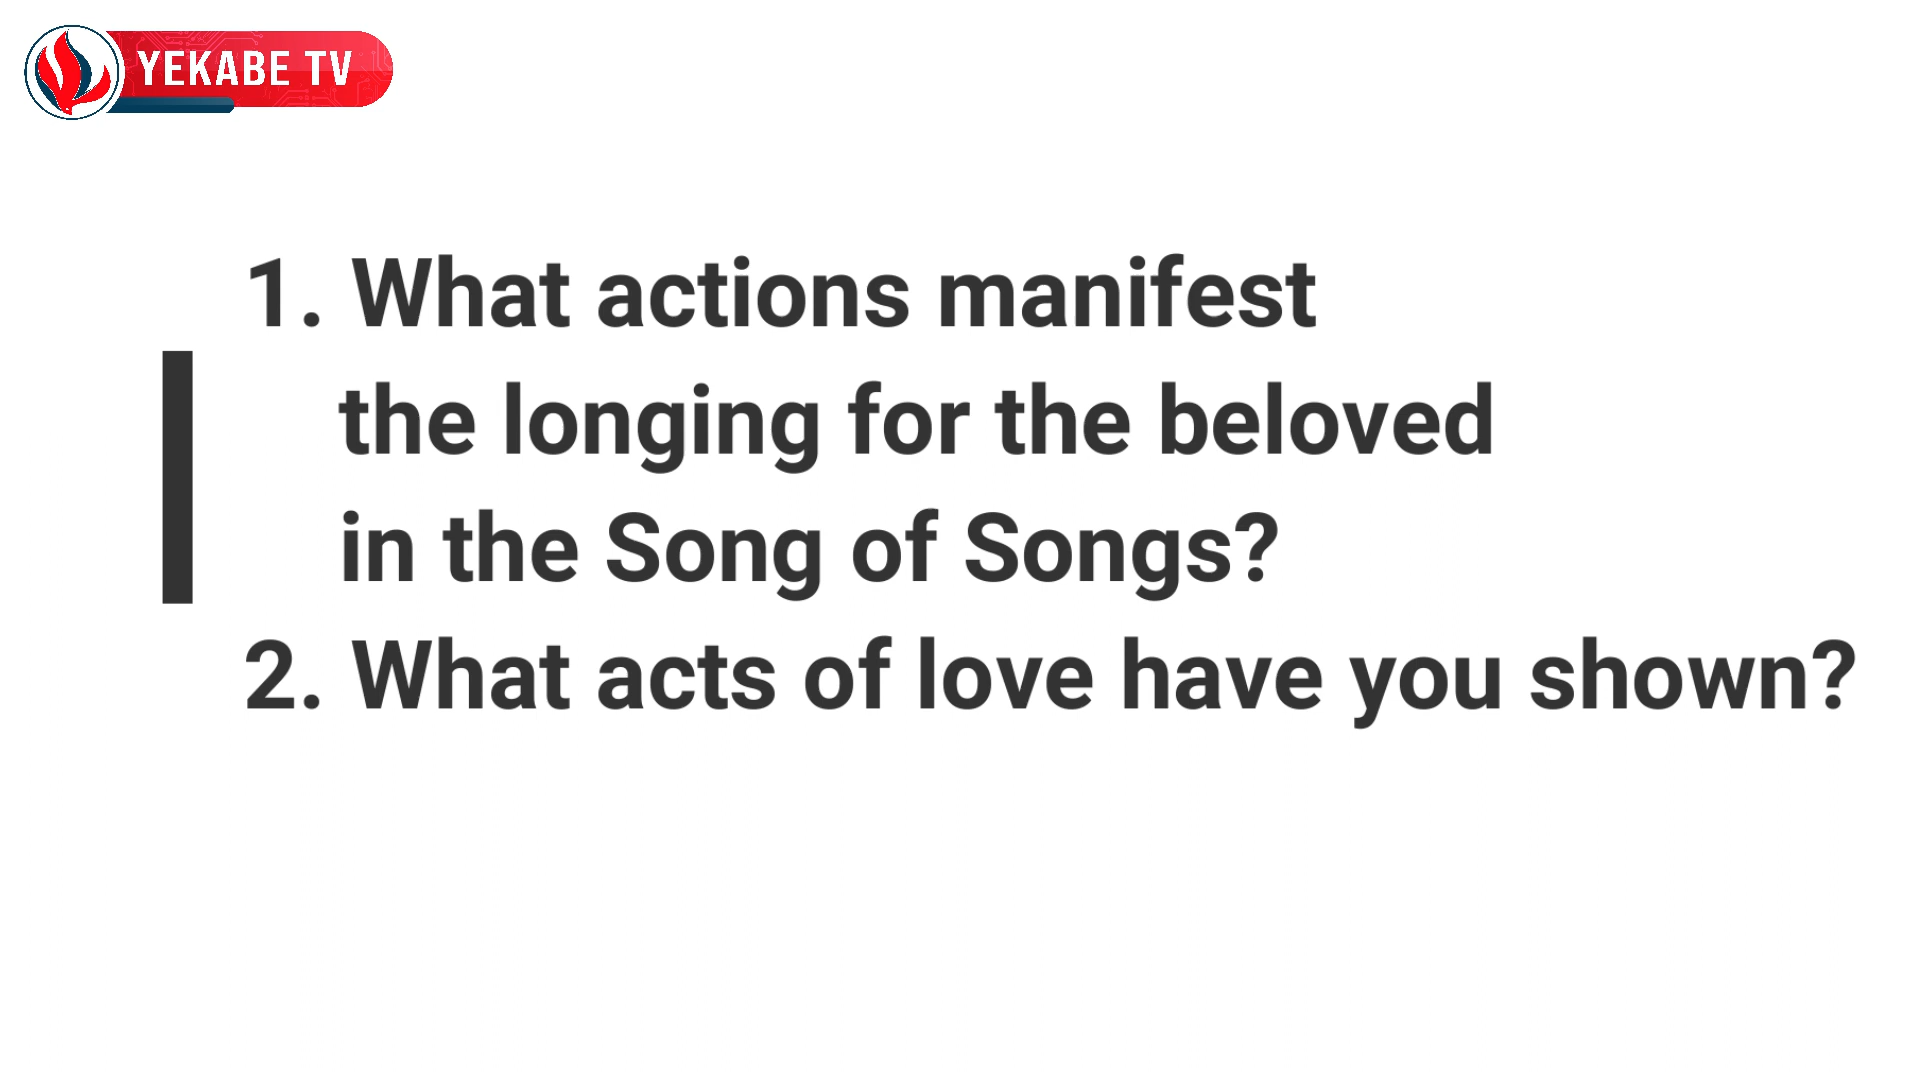 YEKABE TV
1. What actions manifest
the longing for the beloved
in the Song of Songs?
2. What acts of love have you shown?